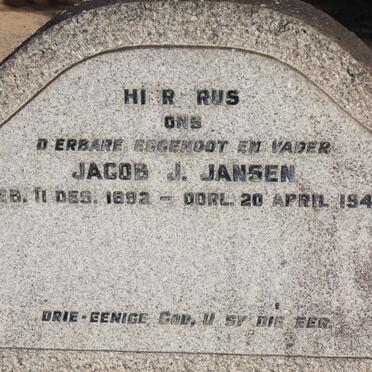 HI R RUS
ONS
D ERBARE EGGENOOT EN VADER
JACOB J. JANSEN
EB. 11 DES. 1892 - OORL. 20 APRIL 194
DRIE-EENIGE GOD, U SY DIE EER.